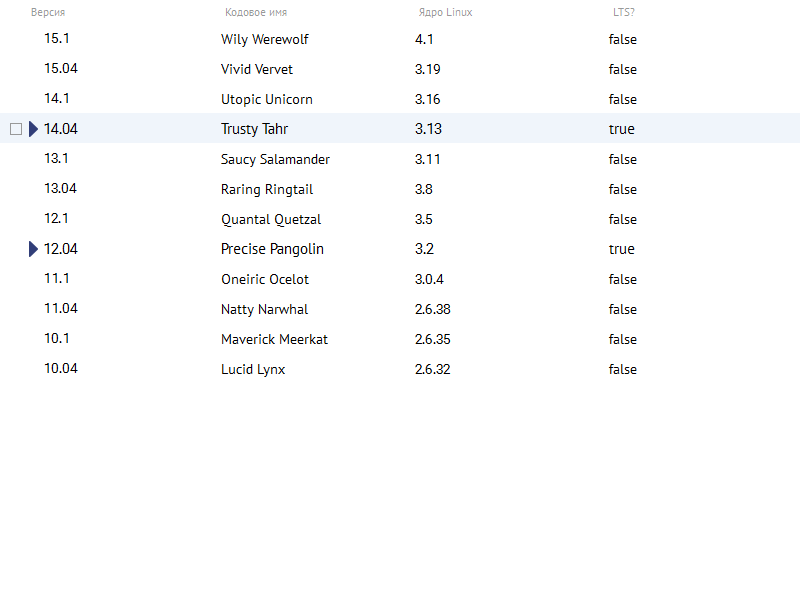 Версия Кодовое имя Ядро Linux LTS?
15.1 Wily Werewolf 4.1 false
15.04 Vivid Vervet 3.19 false
14.1 Utopic Unicorn 3.16 false
14.04 Trusty Tahr 3.13 true
13.1 Saucy Salamander 3.11 false
13.04 Raring Ringtail 3.8 false
12.1 Quantal Quetzal 3.5 false
12.04 Precise Pangolin 3.2 true
11.1 Oneiric Ocelot 3.0.4 false
11.04 Natty Narwhal 2.6.38 false
10.1 Maverick Meerkat 2.6.35 false
10.04 Lucid Lynx 2.6.32 false